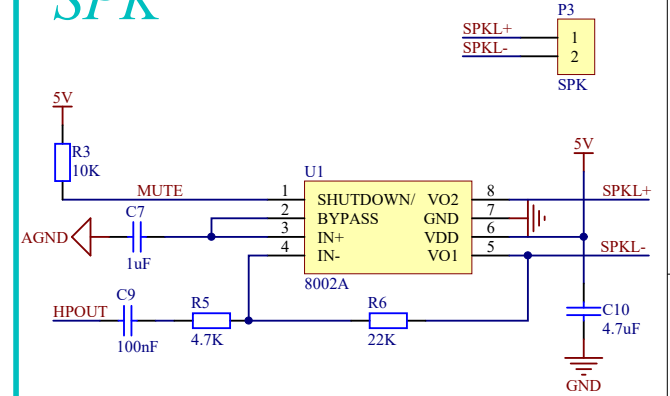 SPK
P3
SPKL+ 1
SPKL- 2
SPK
5V
R3
10K
MUTE
U1
1 SHUTDOWN/ VO2 8 SPKL+
2 BYPASS GND 7
3 IN+ VDD 6
4 IN- VO1 5 SPKL-
8002A
5V
AGND
C7
1uF
HPOUT
C9
100nF
R5
4.7K
R6
22K
C10
4.7uF
GND